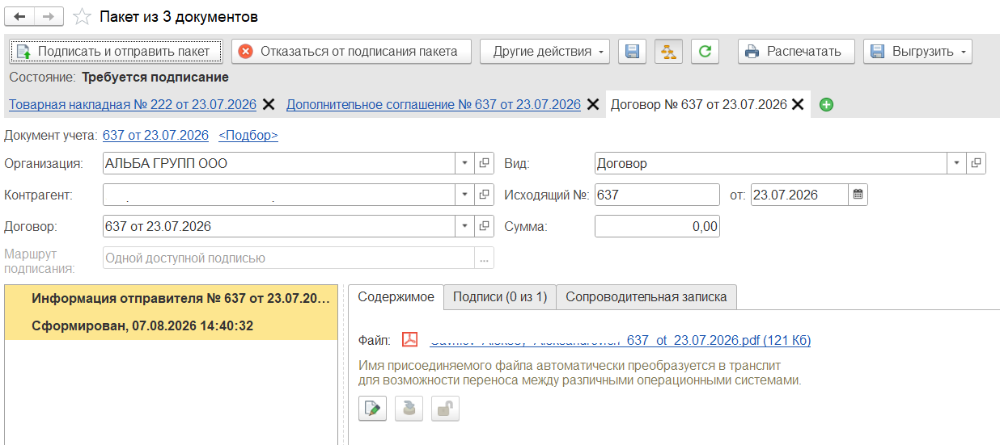 Пакет из 3 документов
Подписать и отправить пакет Отказаться от подписания пакета Другие действия Распечатать Выгрузить
Состояние: Требуется подписание
Товарная накладная № 222 от 23.07.2026 Дополнительное соглашение № 637 от 23.07.2026 Договор № 637 от 23.07.2026
Документ учета: 637 от 23.07.2026 <Подбор>
Организация: АЛЬБА ГРУПП ООО Вид: Договор
Контрагент: Исходящий №: 637 от: 23.07.2026
Договор: 637 от 23.07.2026 Сумма: 0,00
Маршрут
подписания: Одной доступной подписью ...
Информация отправителя № 637 от 23.07.20...
Сформирован, 07.08.2026 14:40:32
Содержимое Подписи (0 из 1) Сопроводительная записка
Файл: 637_ot_23.07.2026.pdf (121 Кб)
Имя присоединяемого файла автоматически преобразуется в транслит
для возможности переноса между различными операционными системами.